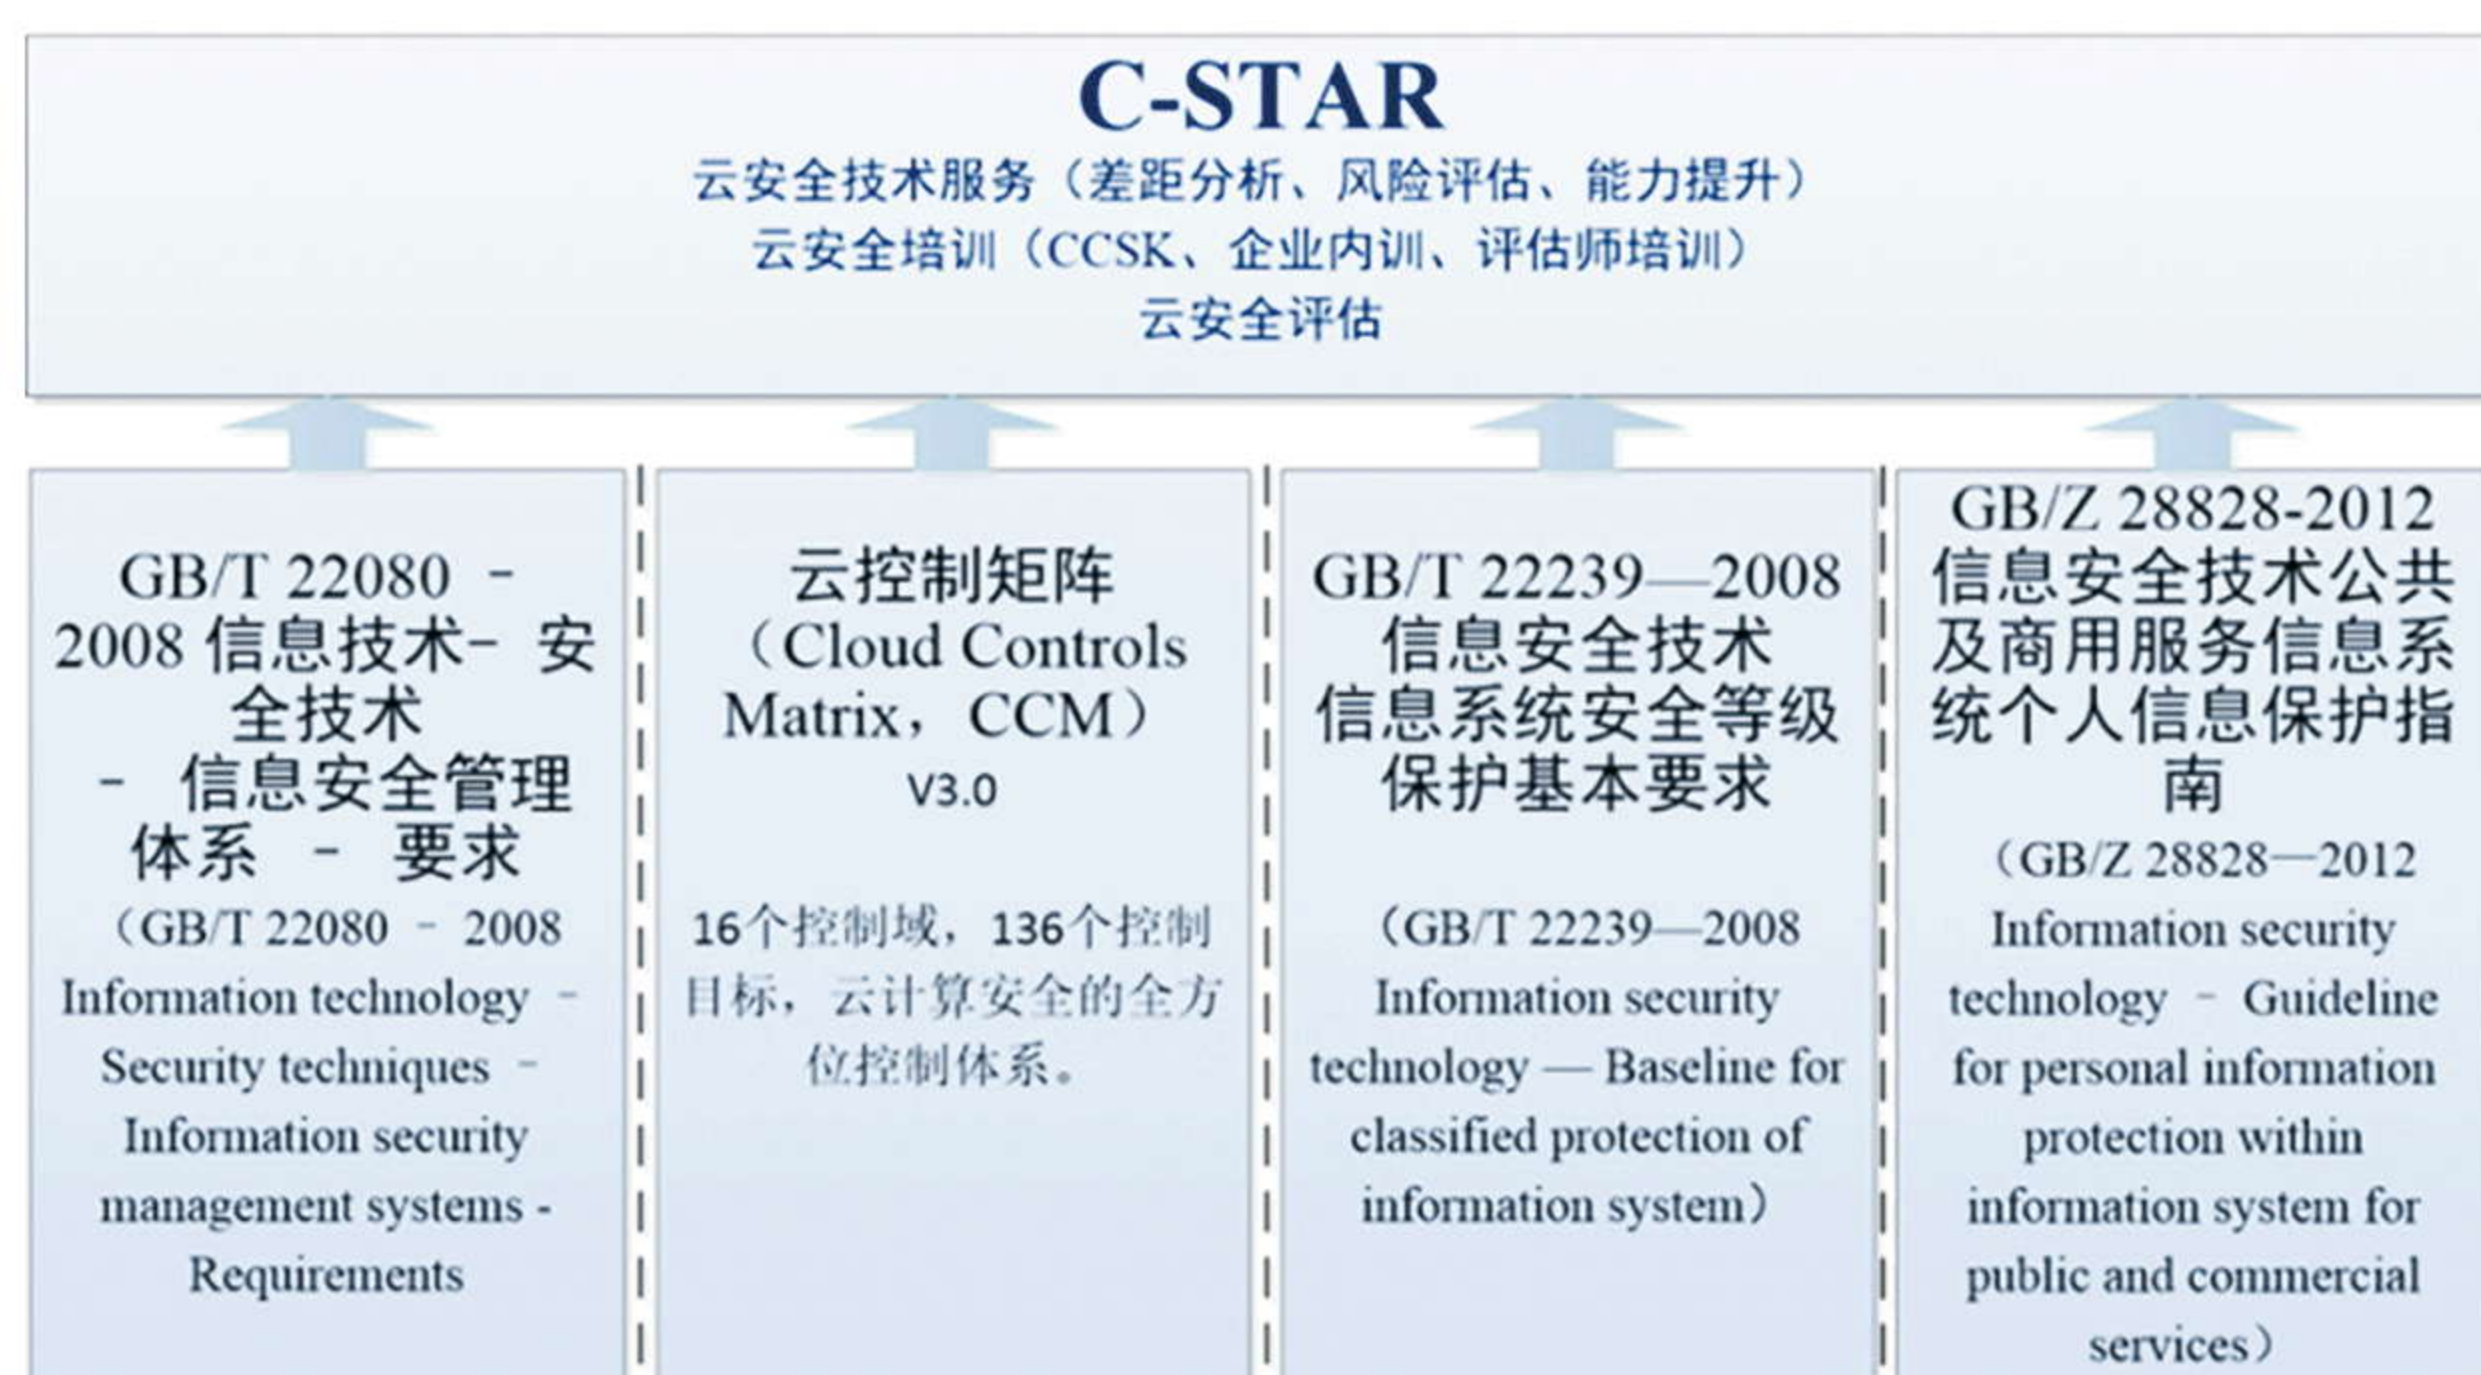 C-STAR
云安全技术服务（差距分析、风险评估、能力提升）
云安全培训（CCSK、企业内训、评估师培训）
云安全评估
GB/T 22080 －
2008 信息技术－ 安
全技术
－ 信息安全管理
体系 － 要求
（GB/T 22080 － 2008
Information technology －
Security techniques －
Information security
management systems -
Requirements
云控制矩阵
（Cloud Controls
Matrix， CCM）
V3.0
16个控制域，136个控制
目标，云计算安全的全方
位控制体系。
GB/T 22239—2008
信息安全技术
信息系统安全等级
保护基本要求
（GB/T 22239—2008
Information security
technology — Baseline for
classified protection of
information system）
GB/Z 28828-2012
信息安全技术公共
及商用服务信息系
统个人信息保护指
南
（GB/Z 28828—2012
Information security
technology － Guideline
for personal information
protection within
information system for
public and commercial
services）